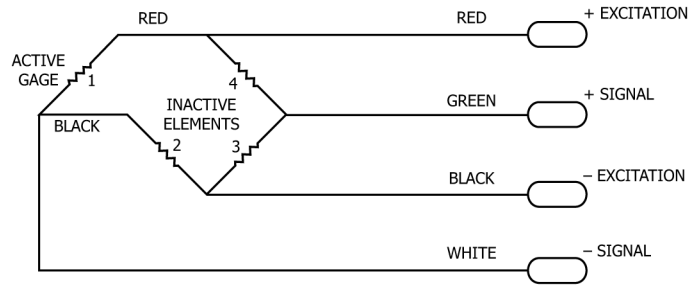 RED
RED
+ EXCITATION
ACTIVE
GAGE
1
4
INACTIVE
ELEMENTS
GREEN
+ SIGNAL
BLACK
2
3
BLACK
– EXCITATION
WHITE
– SIGNAL